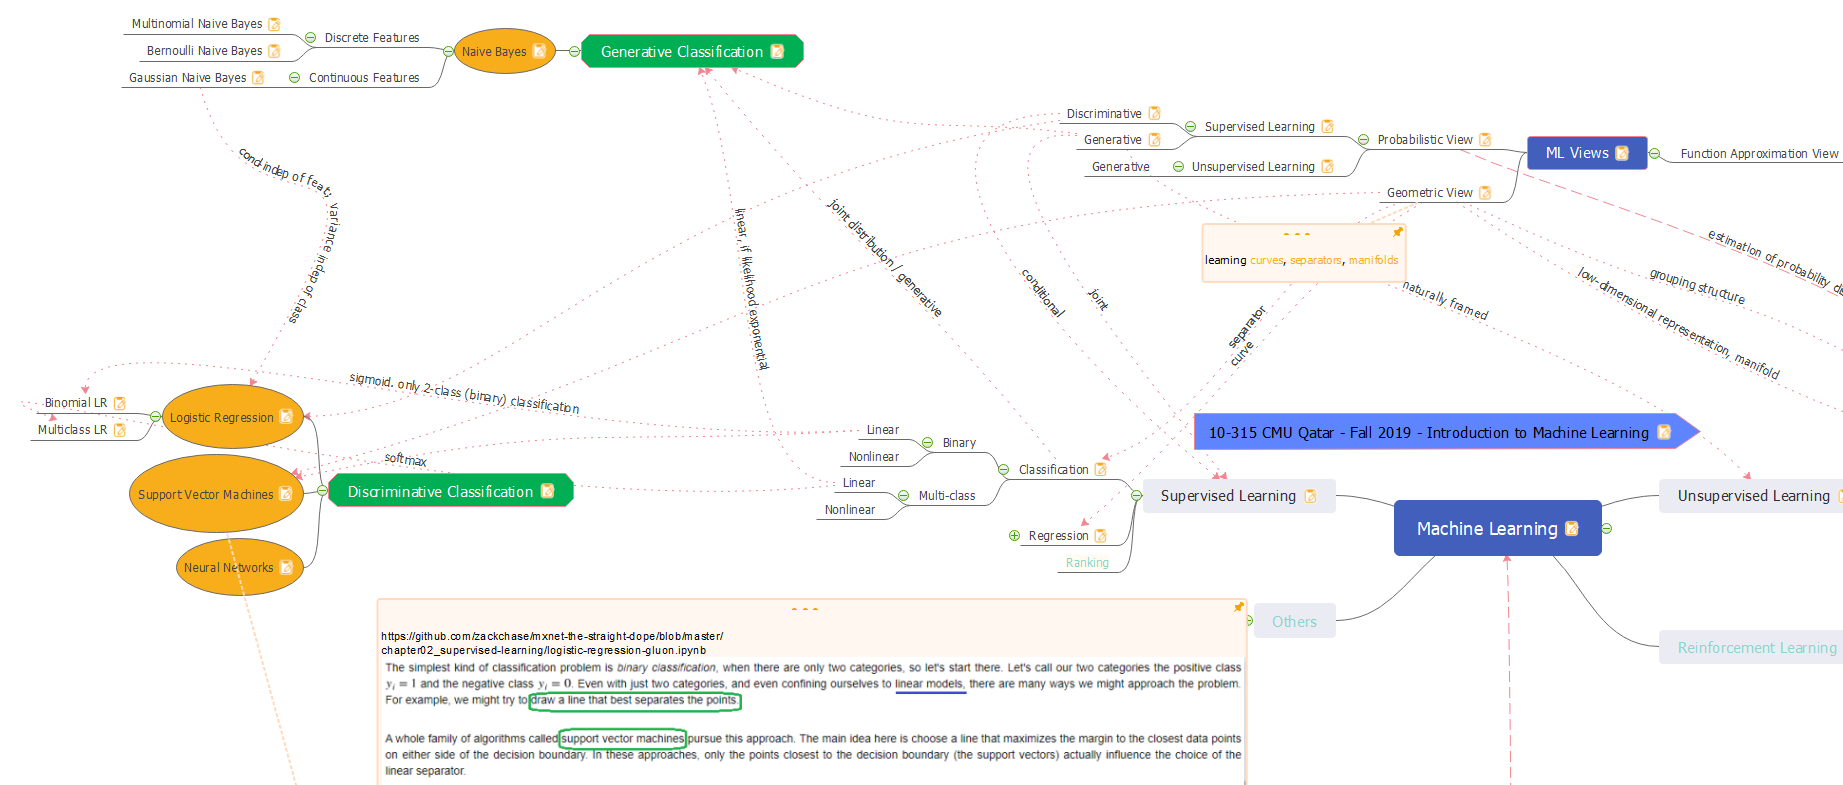 Multinomial Naive Bayes
Discrete Features
Bernoulli Naive Bayes
Gaussian Naive Bayes
Continuous Features
Naive Bayes
Generative Classification
Discriminative
Generative
Supervised Learning
Generative
Unsupervised Learning
Probabilistic View
Geometric View
ML Views
Function Approximation View
cond-indep of feat; variance indep of class
linear, if likelihood exponential
joint distribution / generative
conditional
joint
learning curves, separators, manifolds
separator
curve
naturally framed
estimation of probability
grouping structure
low-dimensional representation, manifold
sigmoid. only 2-class (binary) classification
softmax
Binomial LR
Multiclass LR
Logistic Regression
Support Vector Machines
Neural Networks
Discriminative Classification
Linear
Binary
Nonlinear
Linear
Multi-class
Nonlinear
Classification
Regression
Ranking
10-315 CMU Qatar - Fall 2019 - Introduction to Machine Learning
Supervised Learning
Machine Learning
Unsupervised Learning
Others
Reinforcement Learning
https://github.com/zackchase/mxnet-the-straight-dope/blob/master/
chapter02_supervised-learning/logistic-regression-gluon.ipynb
The simplest kind of classification problem is binary classification, when there are only two categories, so let's start there. Let's call our two categories the positive class
yᵢ = 1 and the negative class yᵢ = 0. Even with just two categories, and even confining ourselves to linear models, there are many ways we might approach the problem.
For example, we might try to draw a line that best separates the points.
A whole family of algorithms called support vector machines pursue this approach. The main idea here is choose a line that maximizes the margin to the closest data points
on either side of the decision boundary. In these approaches, only the points closest to the decision boundary (the support vectors) actually influence the choice of the
linear separator.